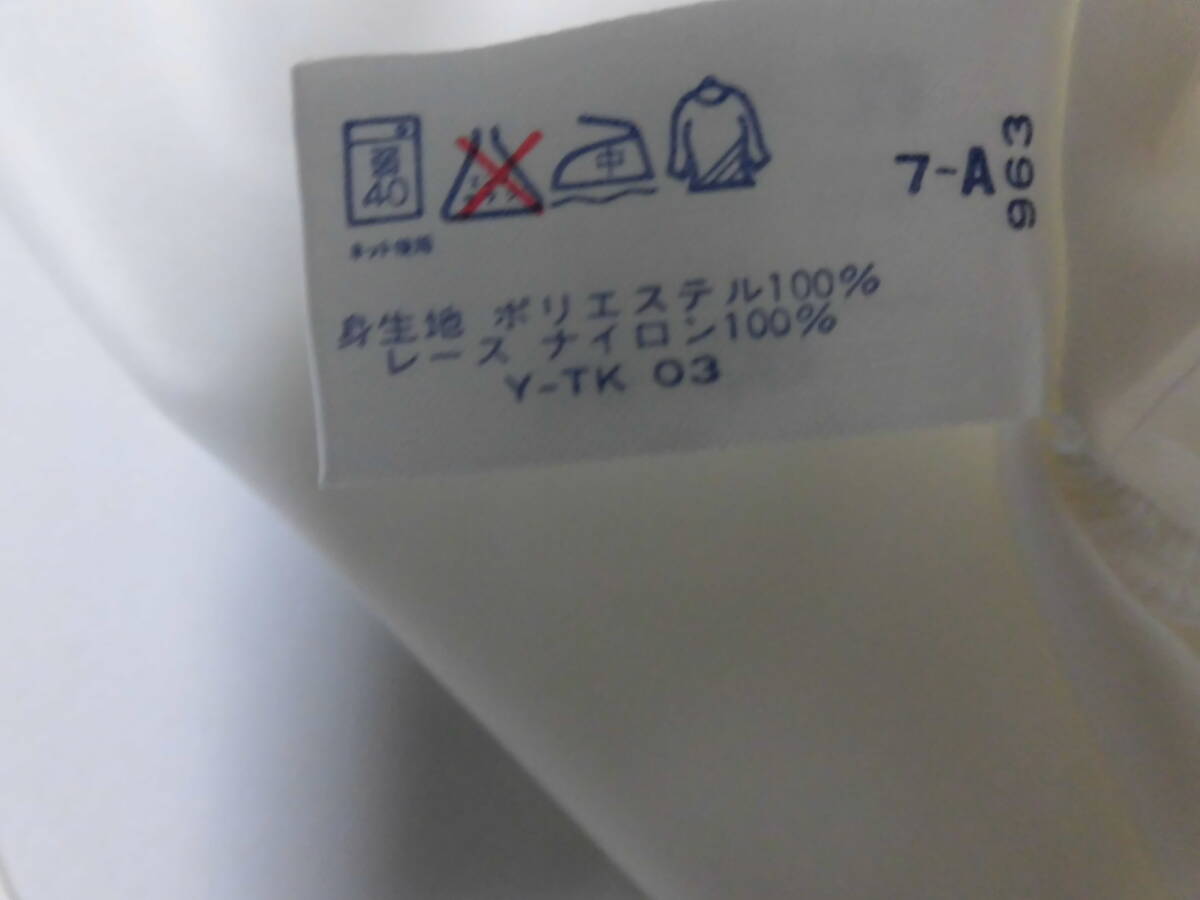 40
中
ネット使用
7-A
963
身生地 ポリエステル100%
レース ナイロン100%
Y-TK 03